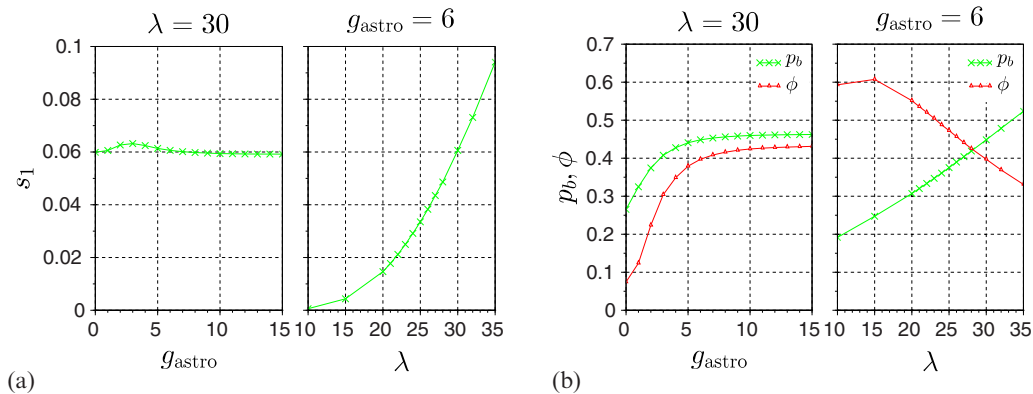 λ = 30
g_astro = 6
s_1
0.1
0.08
0.06
0.04
0.02
0
0 5 10 15
10 15 20 25 30 35
g_astro
λ
(a)
λ = 30
g_astro = 6
p_b, ϕ
0.7
0.6
0.5
0.4
0.3
0.2
0.1
0
p_b
ϕ
p_b
ϕ
0 5 10 15
10 15 20 25 30 35
g_astro
λ
(b)